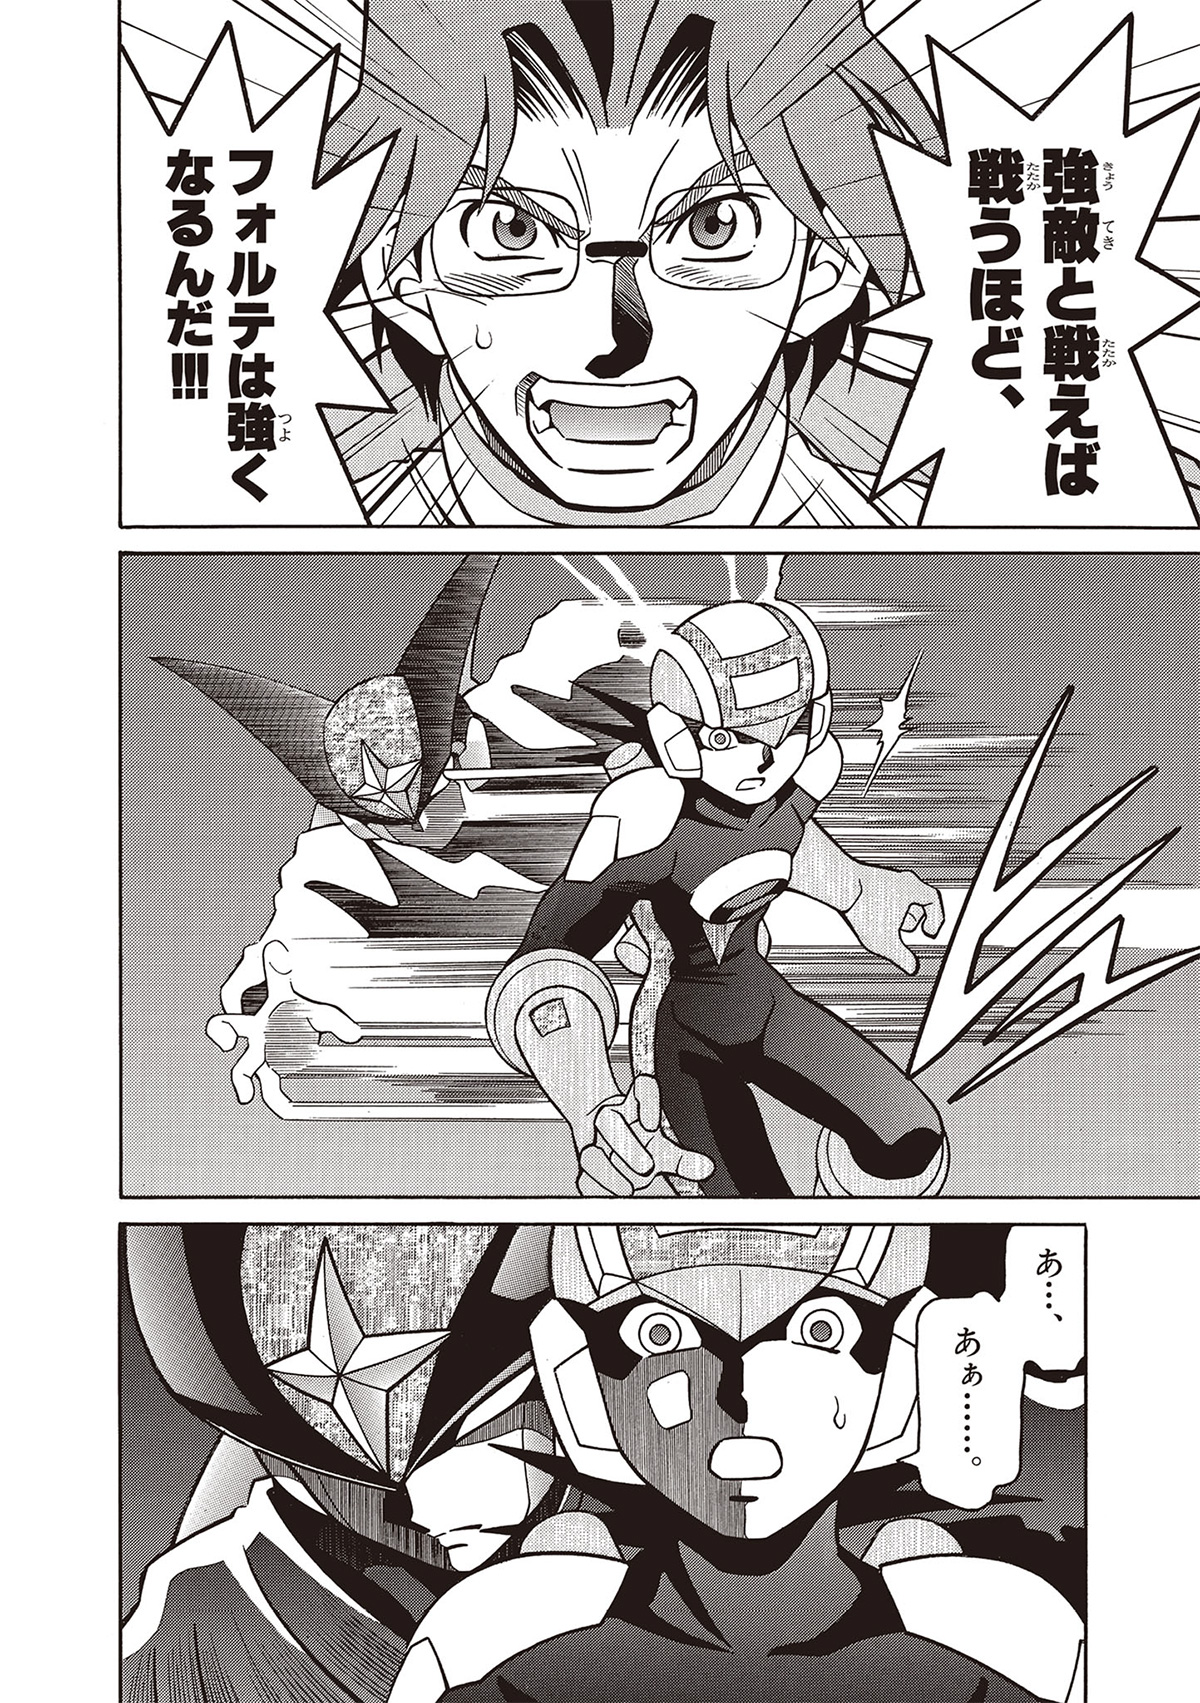 強敵と戦えば
戦うほど、
フォルテは強く
なるんだ!!!
あ…、
あぁ……。